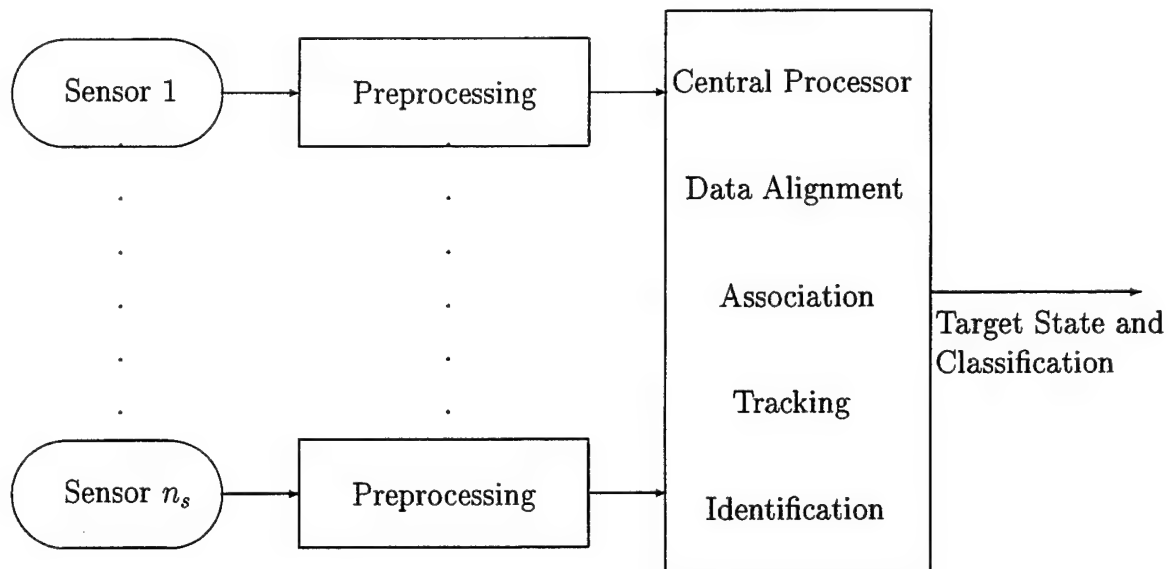 Sensor 1
Preprocessing
Central Processor
Data Alignment
Association
Tracking
Identification
Target State and
Classification
Sensor n_s
Preprocessing